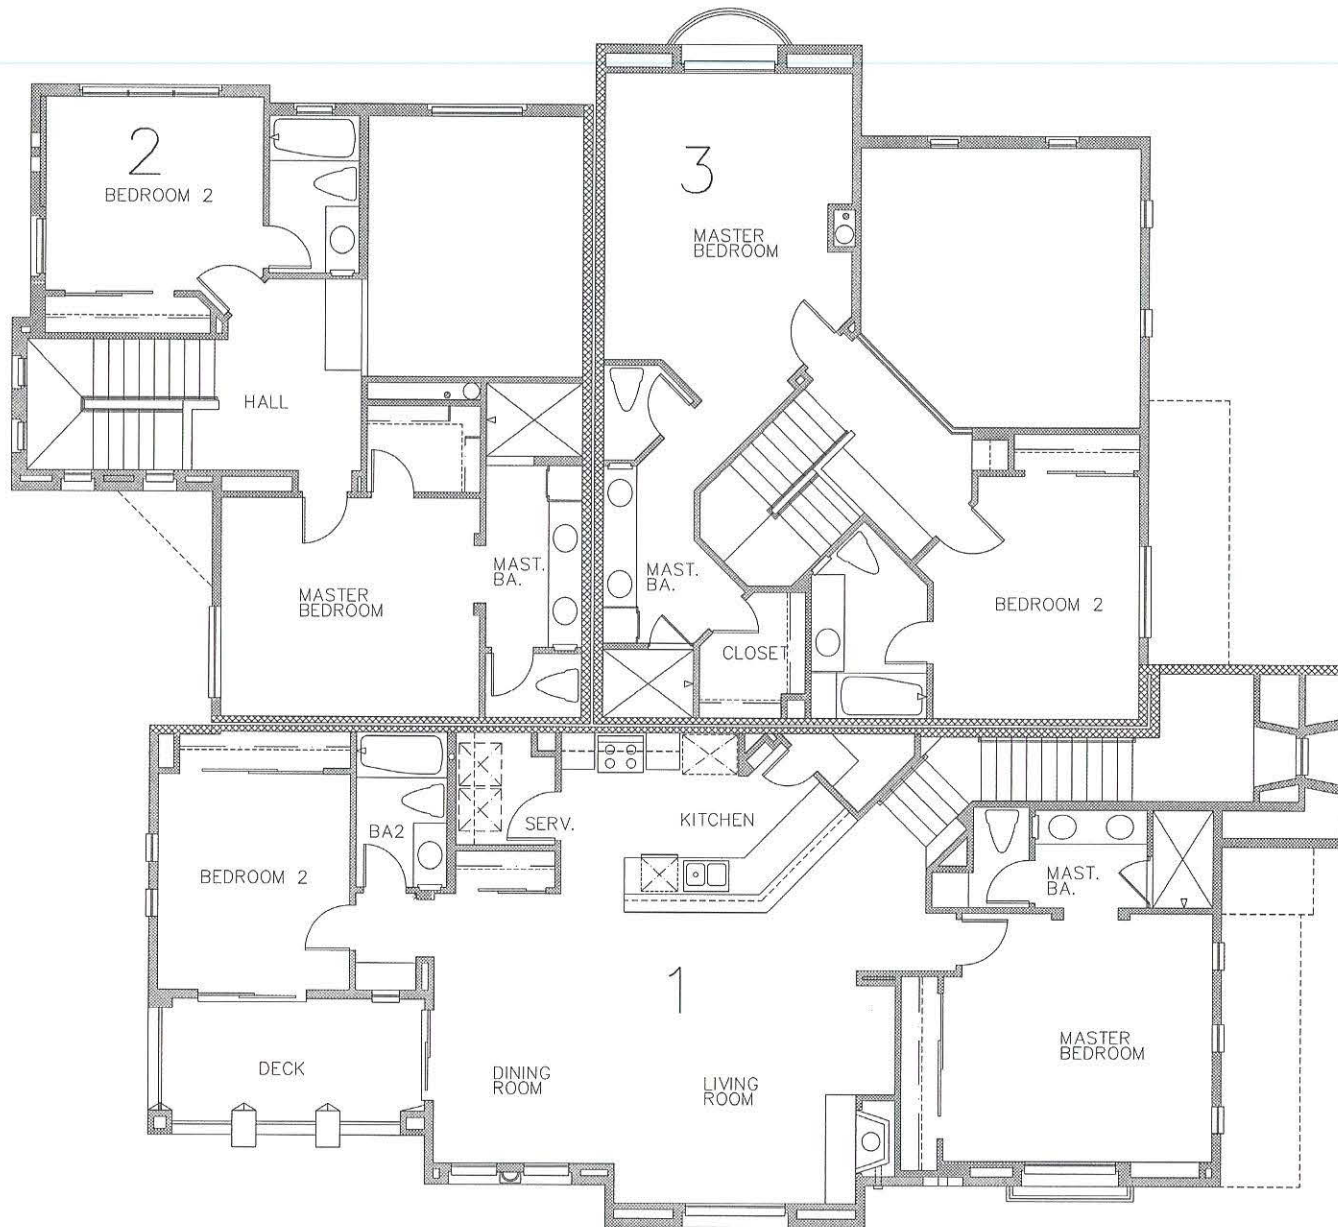 2
BEDROOM 2
HALL
MASTER
BEDROOM
MAST.
BA.
3
MASTER
BEDROOM
MAST.
BA.
CLOSET
BEDROOM 2
BEDROOM 2
BA2
SERV.
KITCHEN
MAST.
BA.
1
DECK
DINING
ROOM
LIVING
ROOM
MASTER
BEDROOM